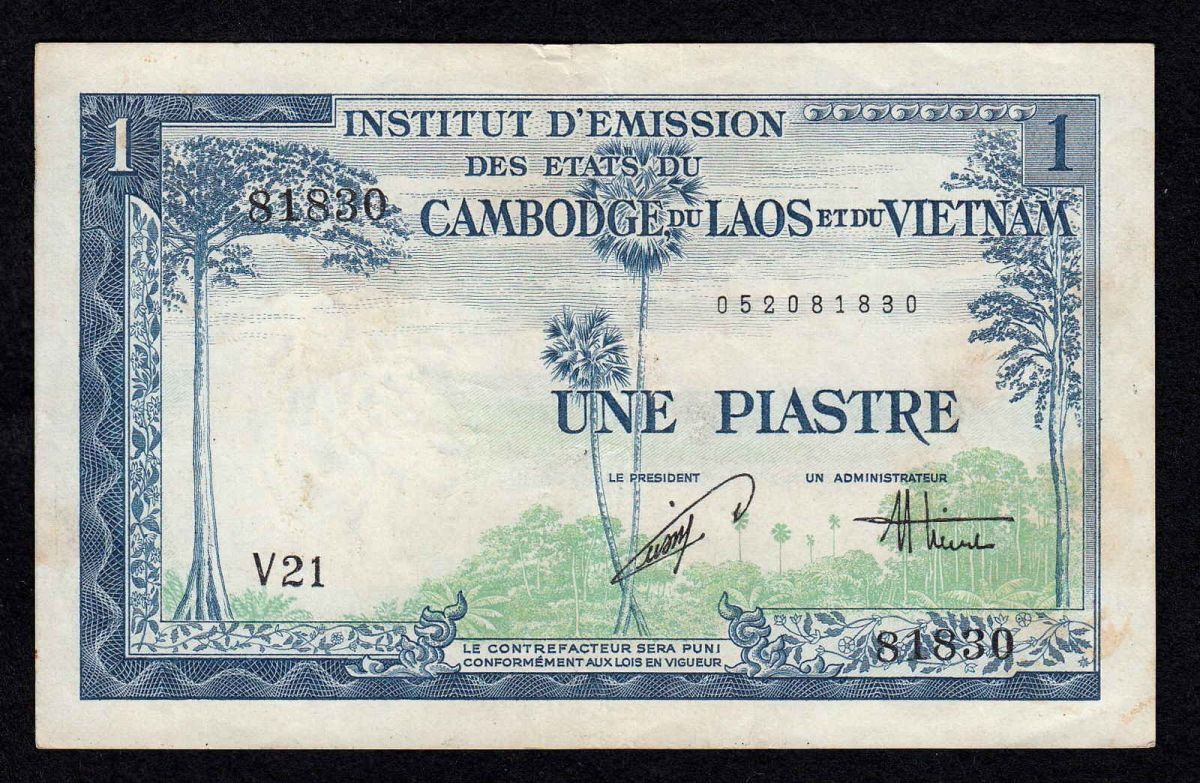 1
INSTITUT D'EMISSION
1
DES ETATS DU
81830
CAMBODGE, DU LAOS ET DU VIETNAM
052081830
UNE PIASTRE
LE PRESIDENT
UN ADMINISTRATEUR
V21
81830
LE CONTREFACTEUR SERA PUNI
CONFORMÉMENT AUX LOIS EN VIGUEUR